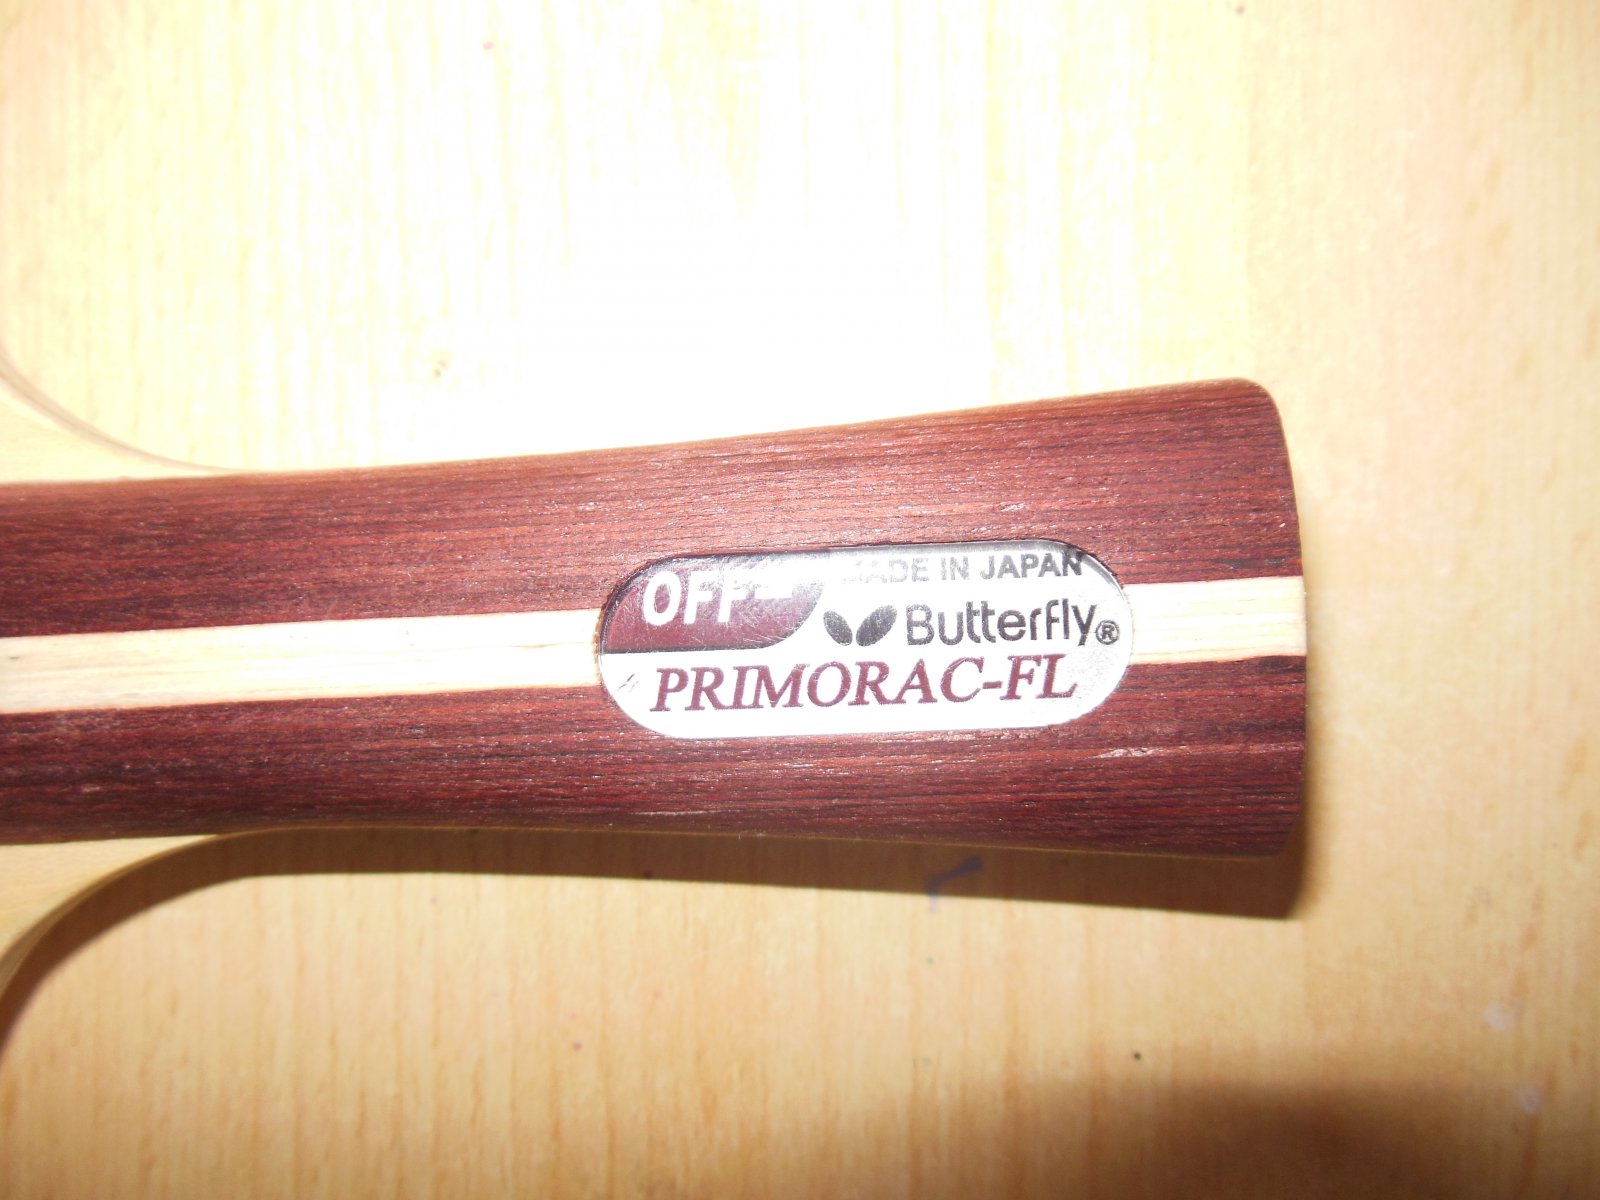 OFF-
MADE IN JAPAN
Butterfly®
PRIMORAC-FL